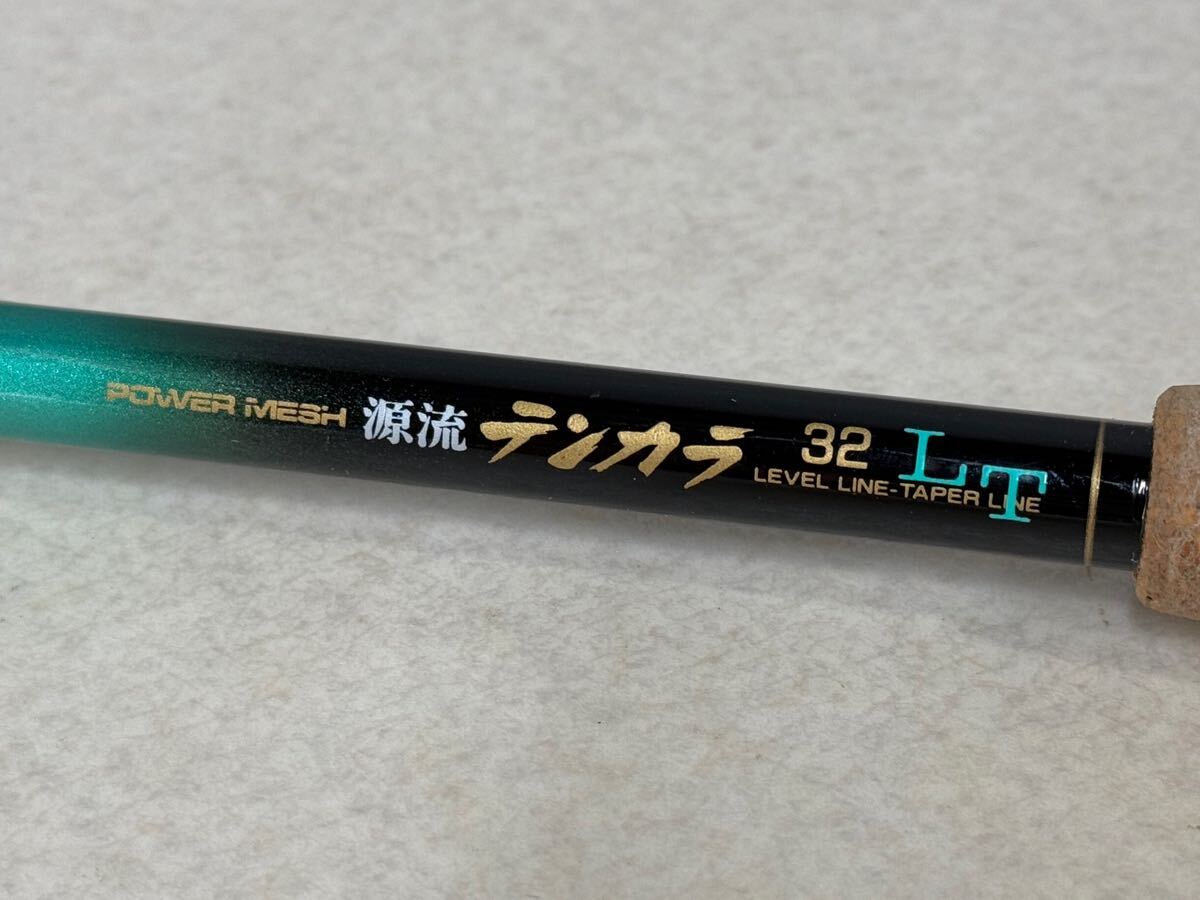 POWER MESH 源流 テンカラ 32 LT
LEVEL LINE-TAPER LINE